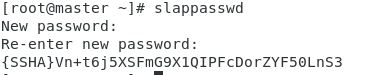 [root@master ~]# slappasswd
New password:
Re-enter new password:
{SSHA}Vn+t6j5XSFmG9X1QIPFcDorZYF50LnS3